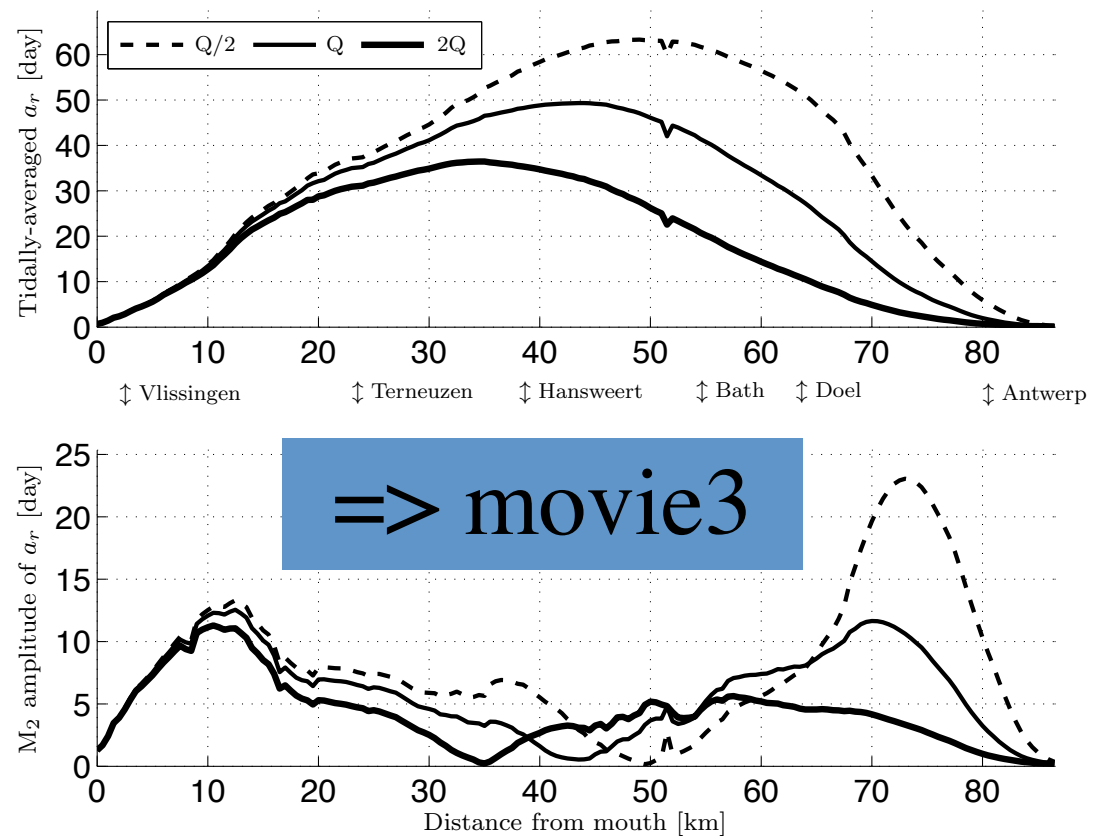 Tidally-averaged a_r [day]
60
50
40
30
20
10
0
Q/2 Q 2Q
0 10 20 30 40 50 60 70 80
↕ Vlissingen ↕ Terneuzen ↕ Hansweert ↕ Bath ↕ Doel ↕ Antwerp
M₂ amplitude of a_r [day]
25
20
15
10
5
0
=> movie3
0 10 20 30 40 50 60 70 80
Distance from mouth [km]